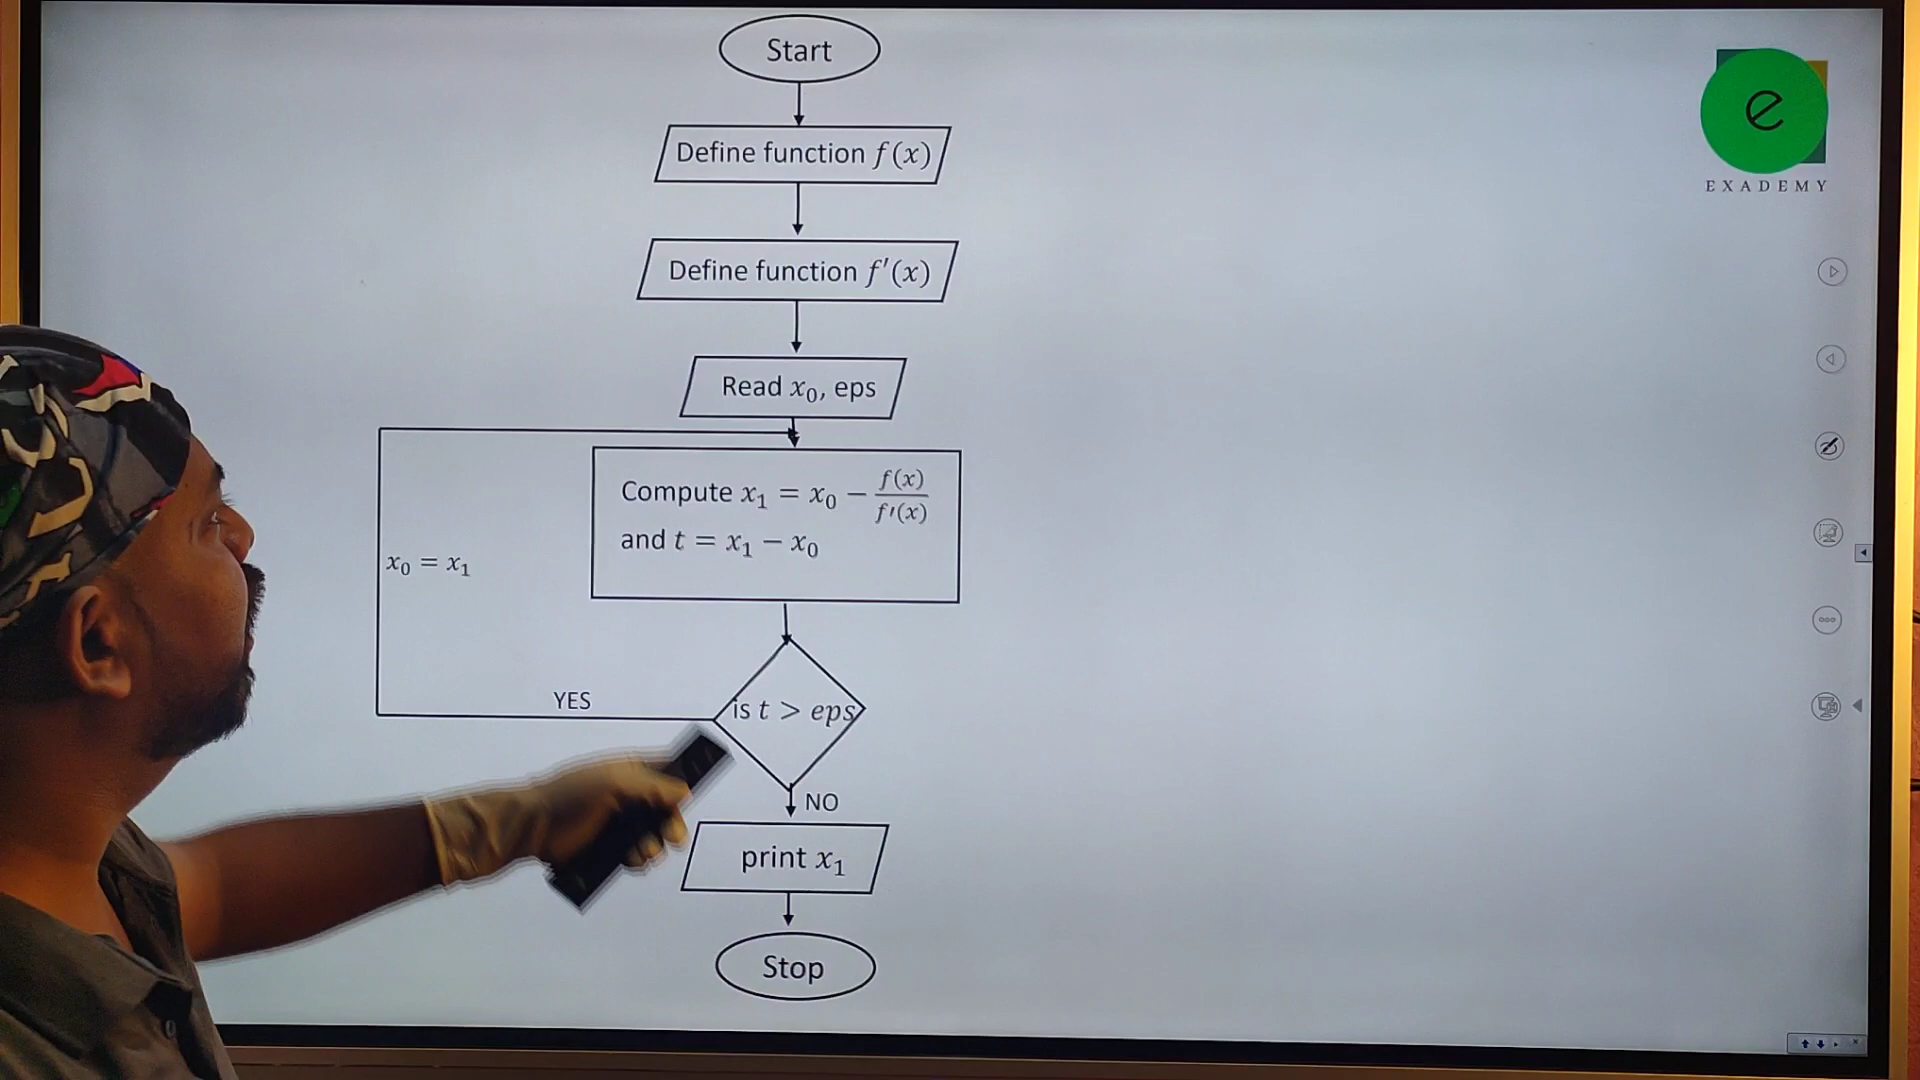 Start
Define function f(x)
e
EXADEMY
Define function f′(x)
Read x₀, eps
Compute x₁ = x₀ − f(x)/f′(x)
and t = x₁ − x₀
x₀ = x₁
YES
is t > eps
NO
print x₁
Stop